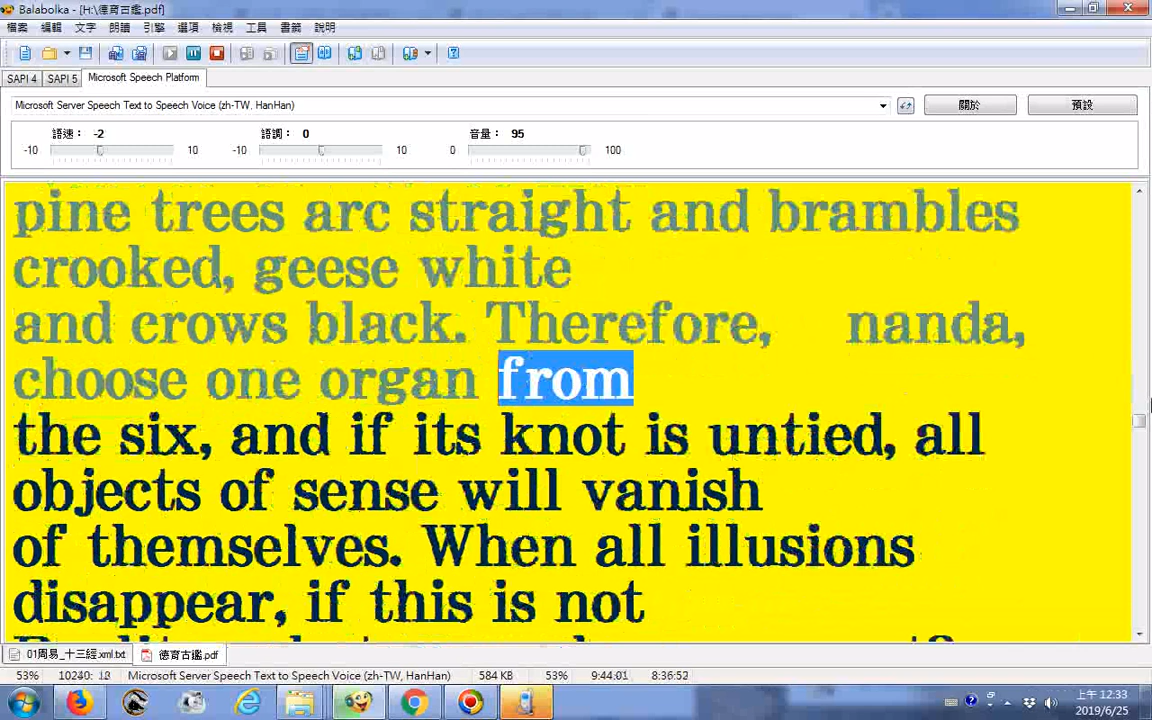 Balabolka - [H:\德育古鑑.pdf]
檔案 編輯 文字 朗讀 引擎 選項 檢視 工具 書籤 說明
SAPI 4 SAPI 5 Microsoft Speech Platform
Microsoft Server Speech Text to Speech Voice (zh-TW, HanHan) 關於 預設
語速： -2 語調： 0 音量： 95
-10 10 -10 10 0 100
pine trees arc straight and brambles
crooked, geese white
and crows black. Therefore, nanda,
choose one organ from
the six, and if its knot is untied, all
objects of sense will vanish
of themselves. When all illusions
disappear, if this is not
01周易_十三經.xml.txt 德育古鑑.pdf
53% 10240: 13 Microsoft Server Speech Text to Speech Voice (zh-TW, HanHan) 584 KB 53% 9:44:01 8:36:52
上午 12:33
2019/6/25